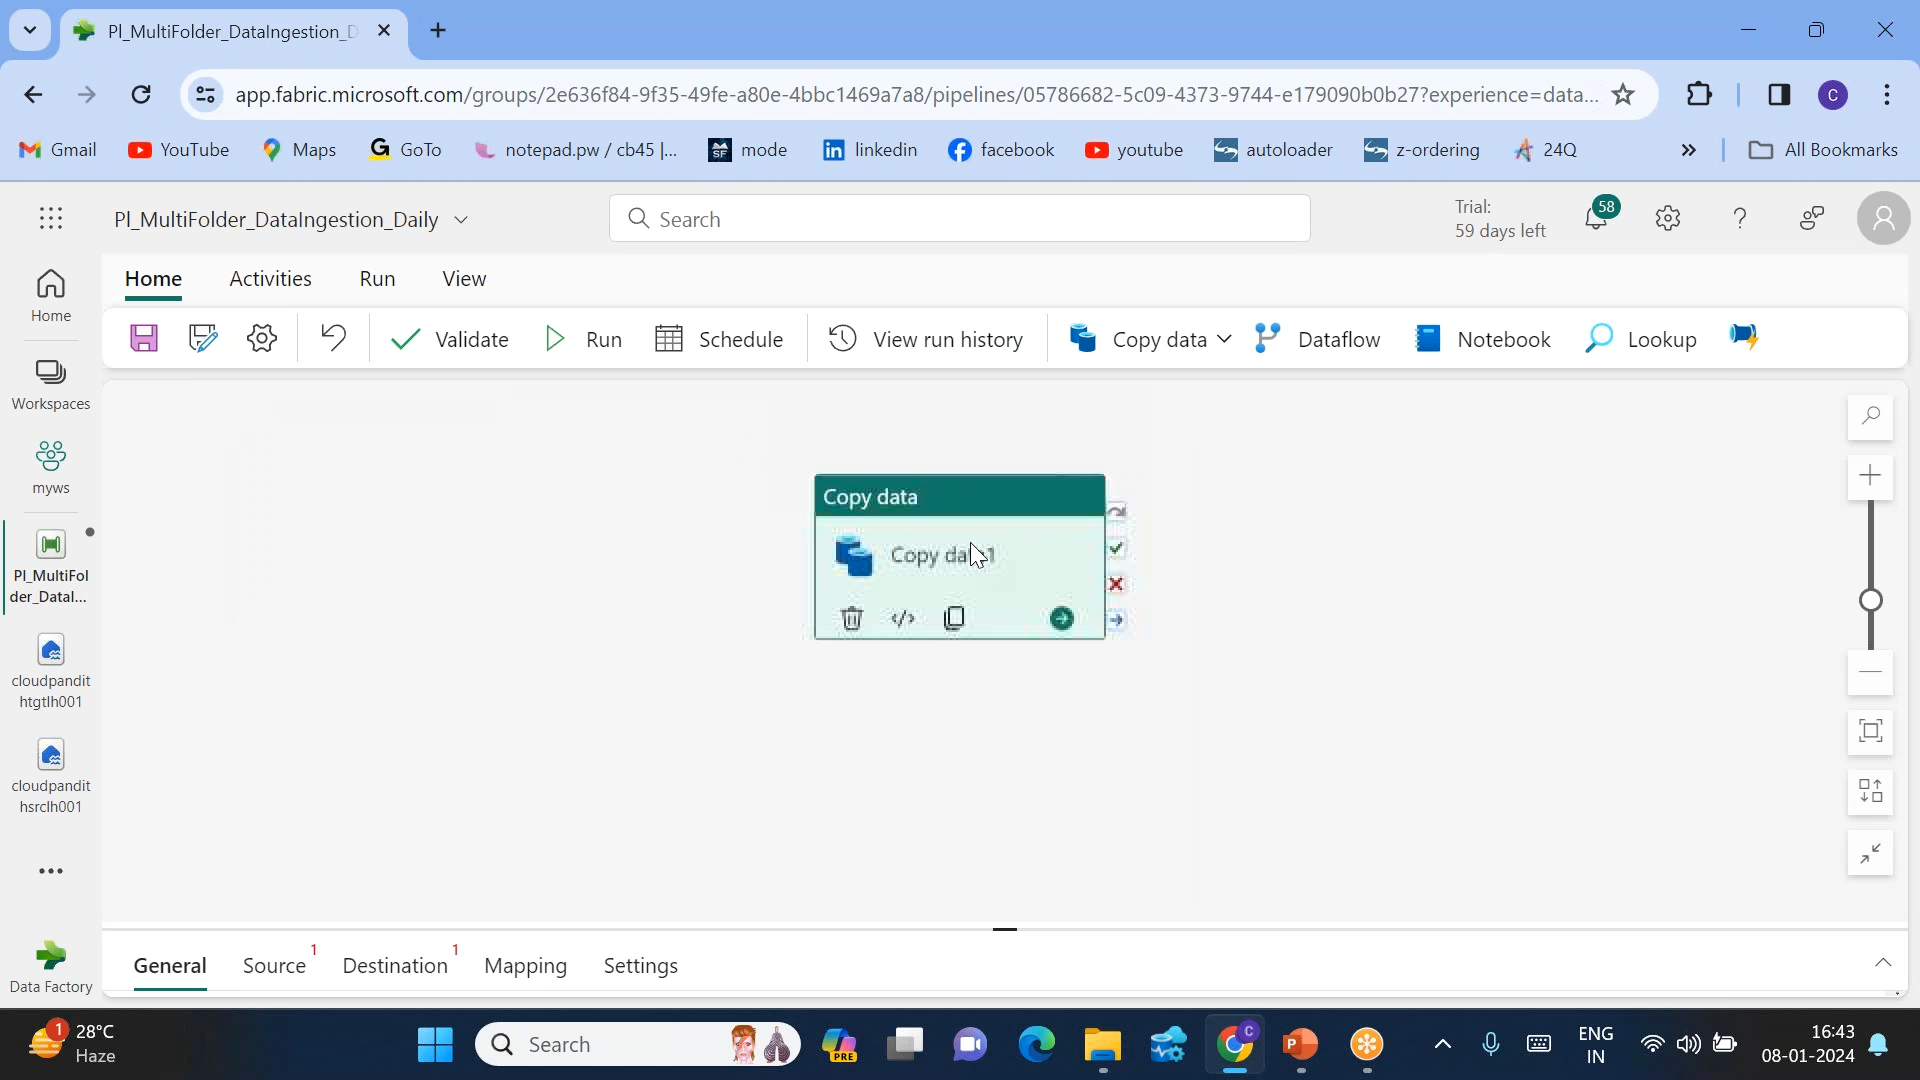 Pl_MultiFolder_DataIngestion_D
app.fabric.microsoft.com/groups/2e636f84-9f35-49fe-a80e-4bbc1469a7a8/pipelines/05786682-5c09-4373-9744-e179090b0b27?experience=data...
C
Gmail
YouTube
Maps
GoTo
notepad.pw / cb45 |...
mode
linkedin
facebook
youtube
autoloader
z-ordering
24Q
All Bookmarks
Pl_MultiFolder_DataIngestion_Daily
Search
Trial:
59 days left
58
Home
Activities
Run
View
Validate
Run
Schedule
View run history
Copy data
Dataflow
Notebook
Lookup
Home
Workspaces
myws
Pl_MultiFol
der_DataI...
cloudpandit
htgtlh001
cloudpandit
hsrclh001
Data Factory
Copy data
Copy data1
General
Source 1
Destination 1
Mapping
Settings
1
28°C
Haze
Search
PRE
C
ENG
IN
16:43
08-01-2024